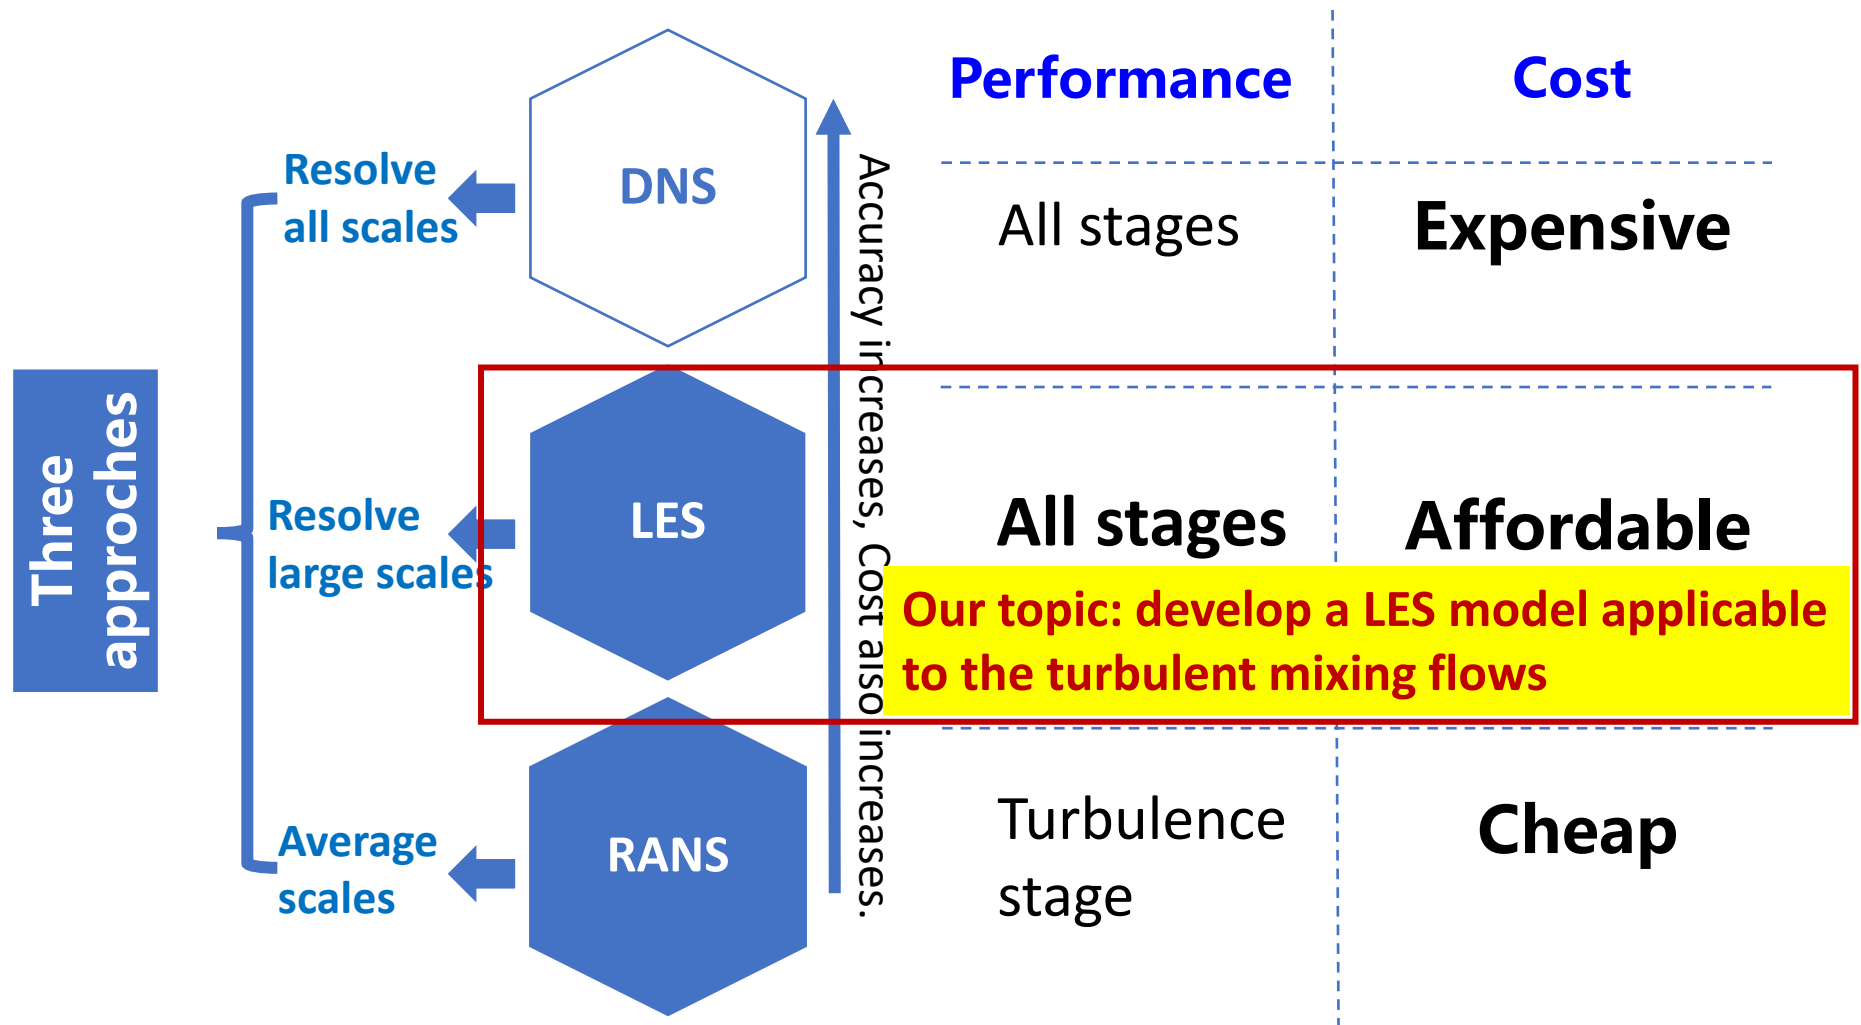 Three
approches
Resolve
all scales
DNS
Resolve
large scales
LES
Average
scales
RANS
Accuracy increases, Cost also increases.
Performance
Cost
All stages
Expensive
All stages
Affordable
Our topic: develop a LES model applicable
to the turbulent mixing flows
Turbulence
stage
Cheap